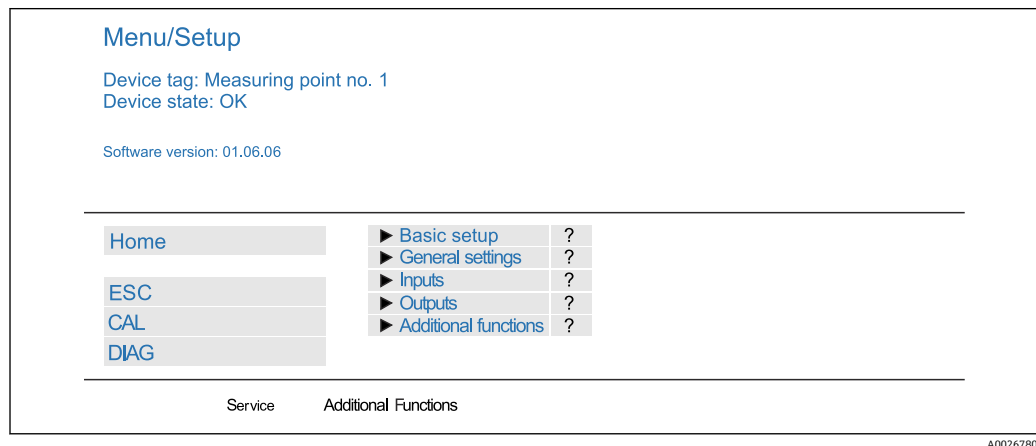 Menu/Setup
Device tag: Measuring point no. 1
Device state: OK
Software version: 01.06.06
Home
ESC
CAL
DIAG
► Basic setup ?
► General settings ?
► Inputs ?
► Outputs ?
► Additional functions ?
Service Additional Functions
A0026780